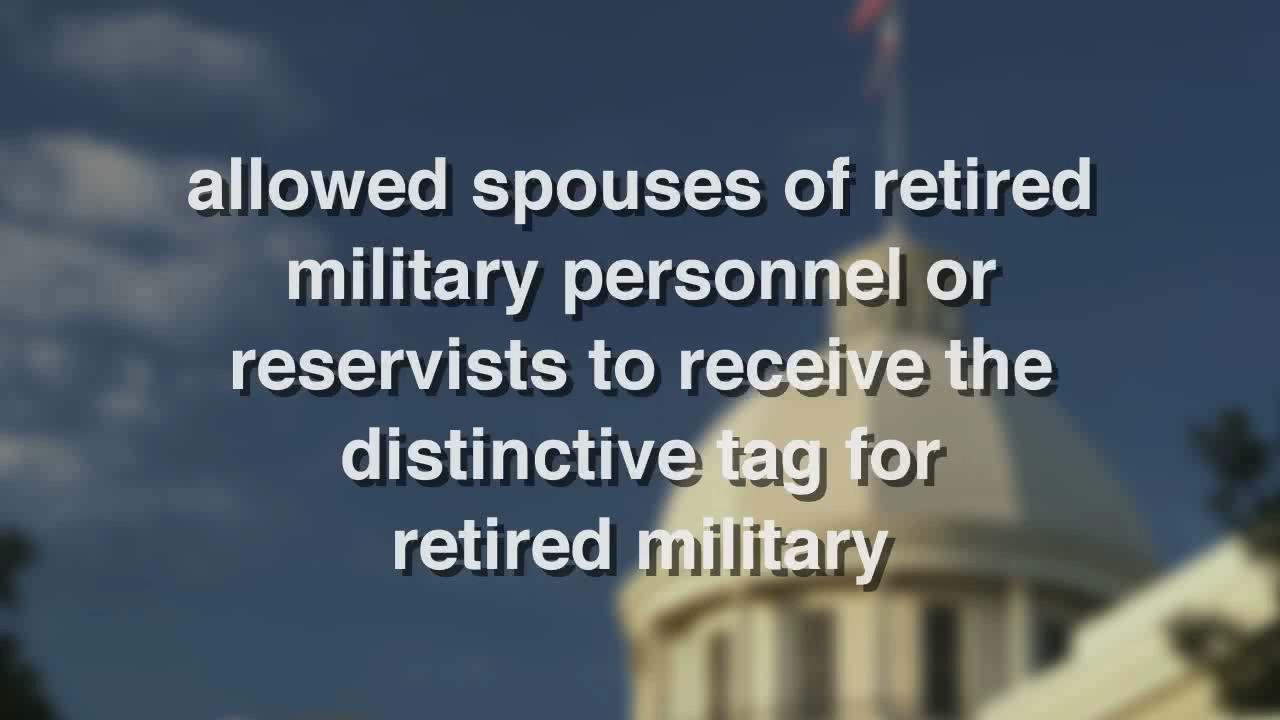 allowed spouses of retired
military personnel or
reservists to receive the
distinctive tag for
retired military